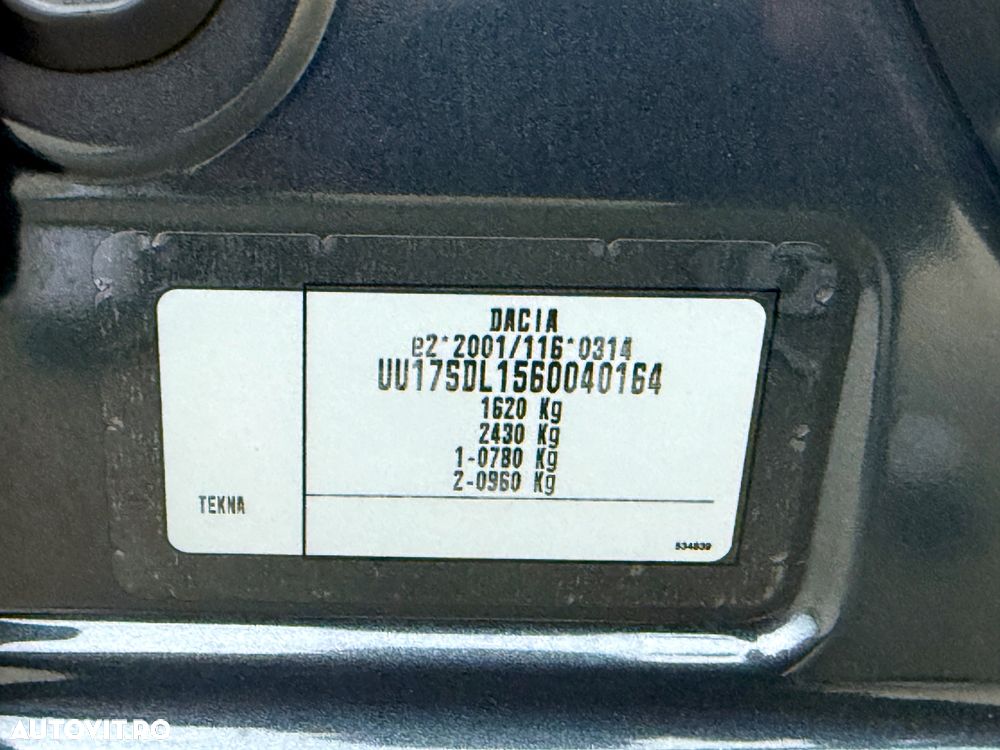 DACIA
e2*2001/116*0314
UU17SDL1560040164
1620 Kg
2430 Kg
1-0780 Kg
2-0960 Kg
TEKNA
534839
AUTOVIT.RO